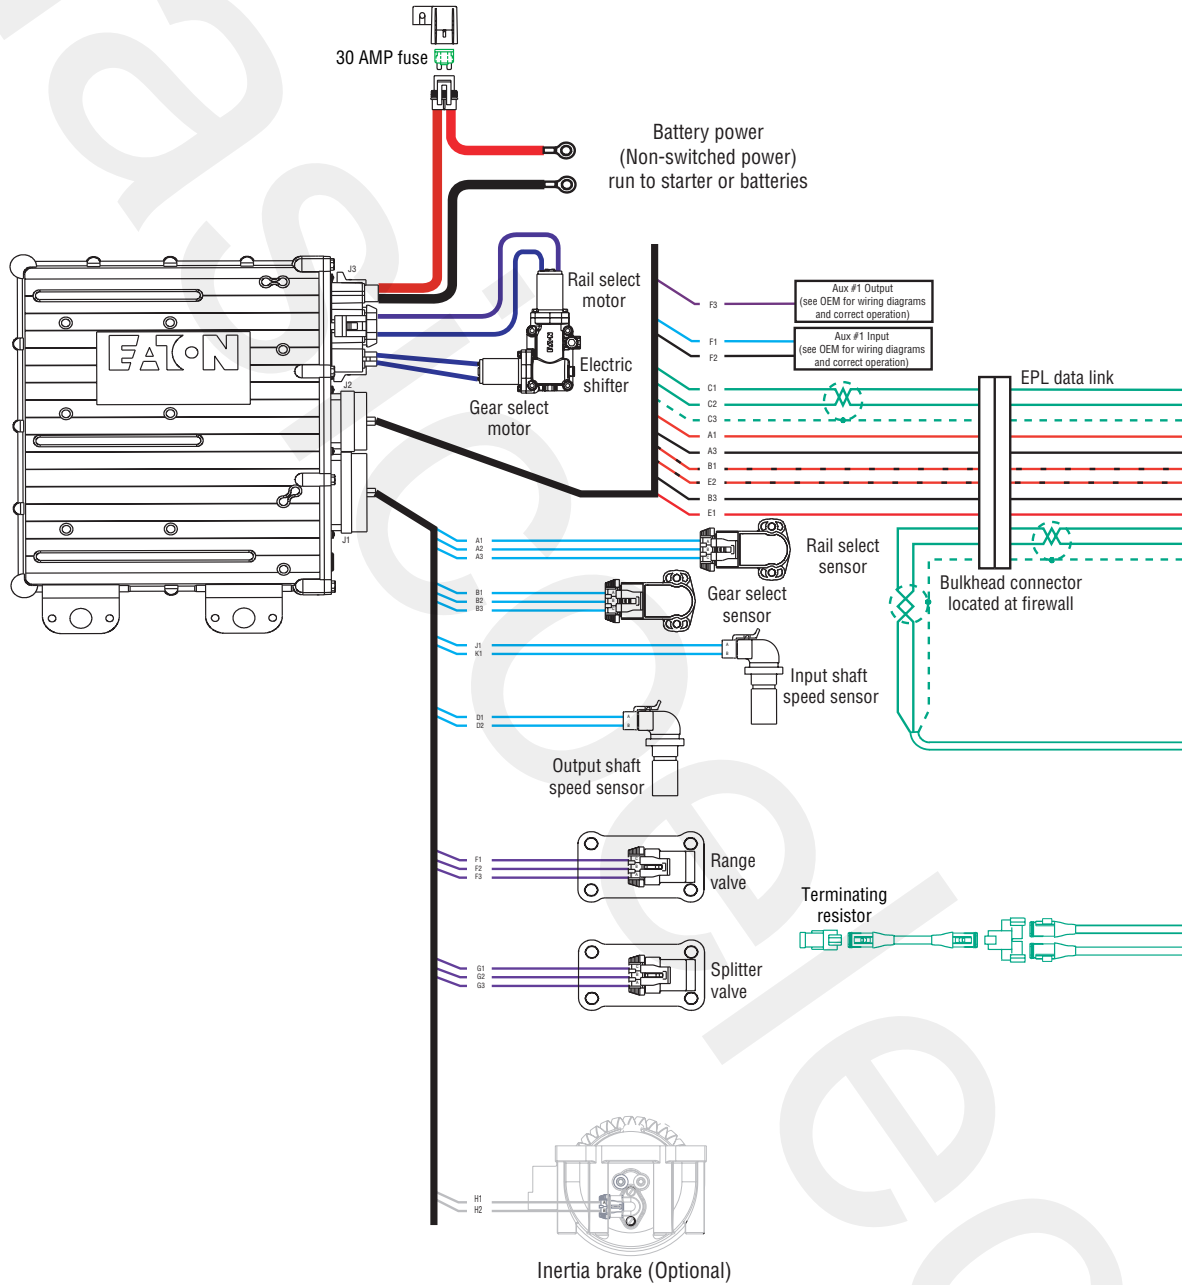 30 AMP fuse
Battery power
(Non-switched power)
run to starter or batteries
J3
Rail select
motor
Electric
shifter
Gear select
motor
EATON
J2
J1
F3
Aux #1 Output
(see OEM for wiring diagrams
and correct operation)
F1
F2
Aux #1 Input
(see OEM for wiring diagrams
and correct operation)
C1
C2
C3
A1
A3
B1
E2
B3
E1
EPL data link
Bulkhead connector
located at firewall
A1
A2
A3
Rail select
sensor
B1
B2
B3
Gear select
sensor
J1
K1
A
B
Input shaft
speed sensor
D1
D2
A
B
Output shaft
speed sensor
F1
F2
F3
Range
valve
Terminating
resistor
G1
G2
G3
Splitter
valve
H1
H2
Inertia brake (Optional)